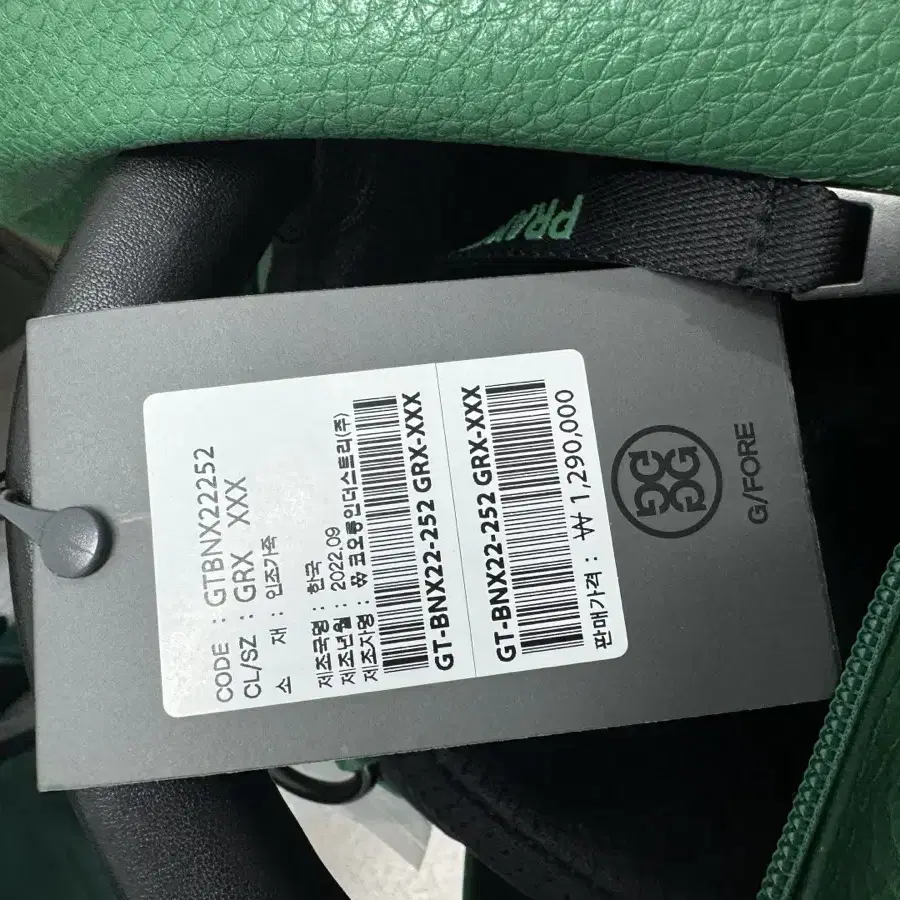 CODE : GTBNX22252
CL/SZ : GRX XXX
소 재 : 인조가죽
제조국명 : 한국
제조년월 : 2022.09
제조자명 : 코오롱인더스트리(주)
GT-BNX22-252 GRX-XXX
GT-BNX22-252 GRX-XXX
판매가격 : ₩ 1,290,000
G/FORE